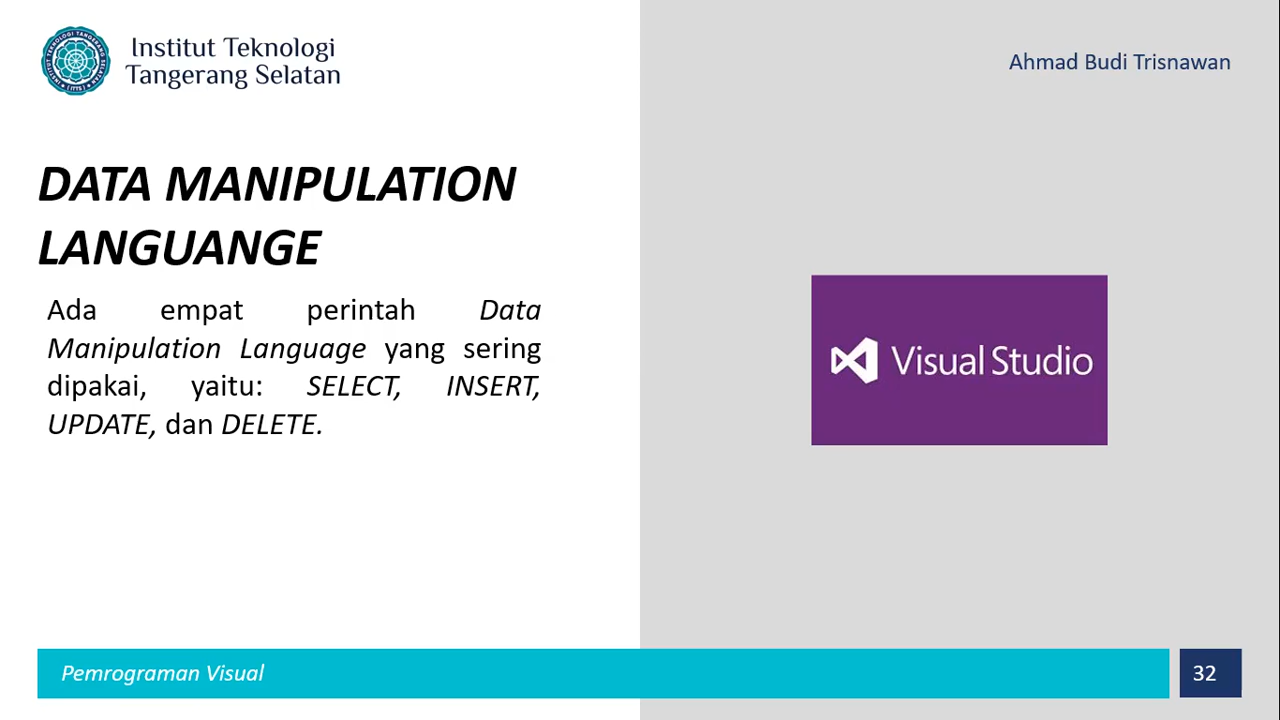 Institut Teknologi
Tangerang Selatan
Ahmad Budi Trisnawan
DATA MANIPULATION
LANGUANGE
Ada empat perintah Data
Manipulation Language yang sering
dipakai, yaitu: SELECT, INSERT,
UPDATE, dan DELETE.
Visual Studio
Pemrograman Visual
32